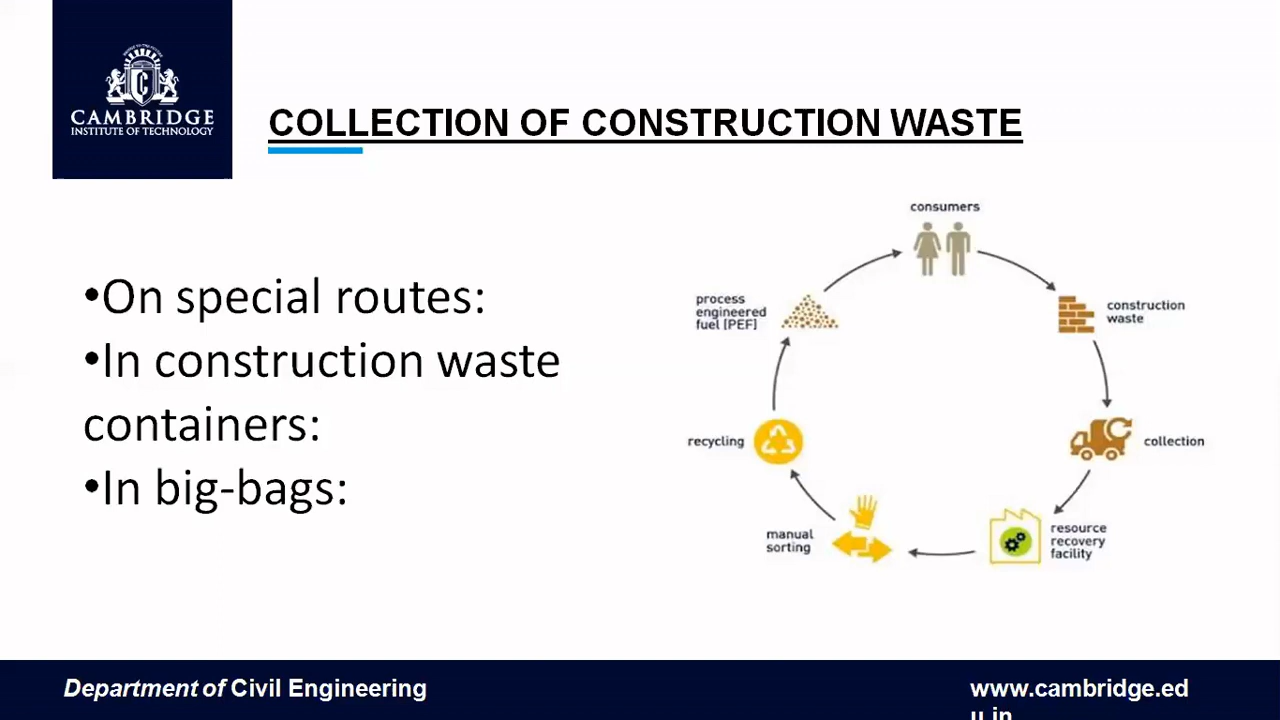 CAMBRIDGE
INSTITUTE OF TECHNOLOGY
COLLECTION OF CONSTRUCTION WASTE
•On special routes:
•In construction waste
containers:
•In big-bags:
consumers
construction
waste
collection
resource
recovery
facility
manual
sorting
recycling
process
engineered
fuel [PEF]
Department of Civil Engineering
www.cambridge.ed
u.in